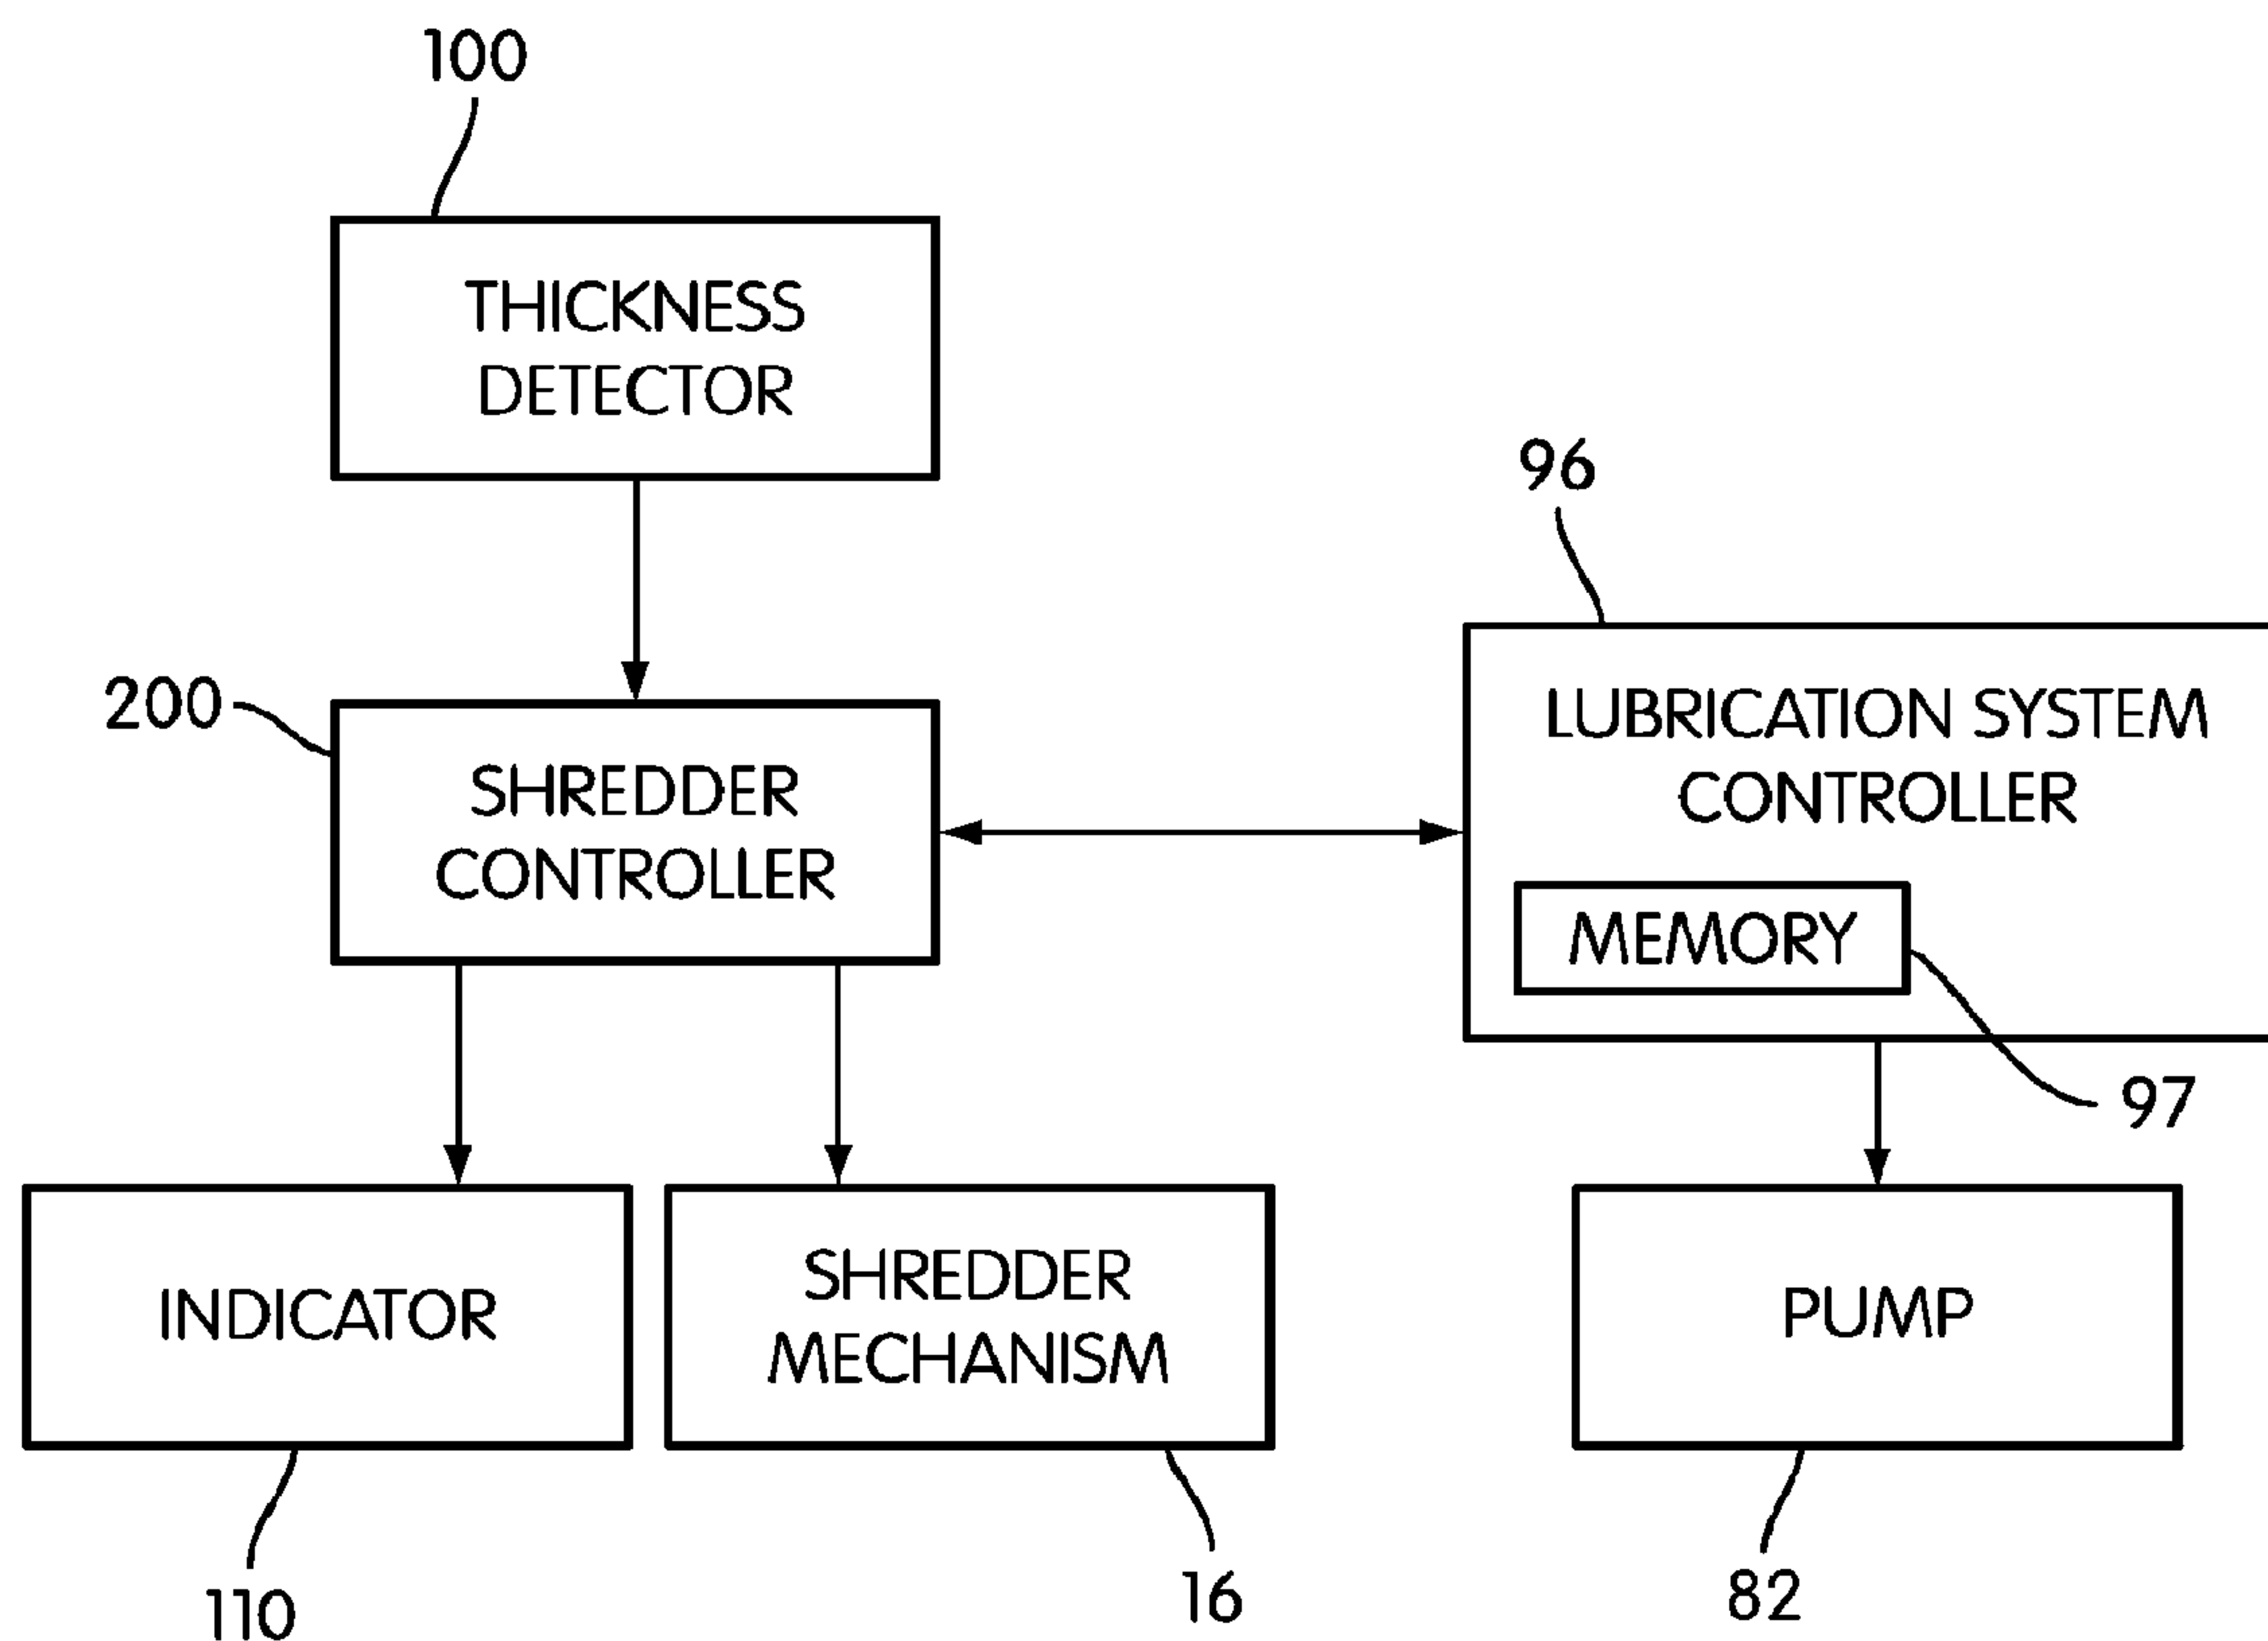 100
THICKNESS
DETECTOR
96
200
SHREDDER
CONTROLLER
LUBRICATION SYSTEM
CONTROLLER
MEMORY
97
INDICATOR
SHREDDER
MECHANISM
PUMP
110
16
82